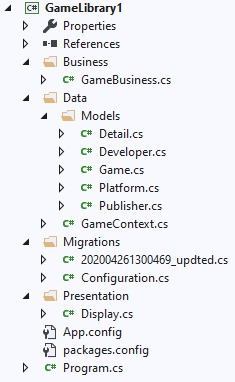 GameLibrary1
Properties
References
Business
GameBusiness.cs
Data
Models
Detail.cs
Developer.cs
Game.cs
Platform.cs
Publisher.cs
GameContext.cs
Migrations
202004261300469_updted.cs
Configuration.cs
Presentation
Display.cs
App.config
packages.config
Program.cs